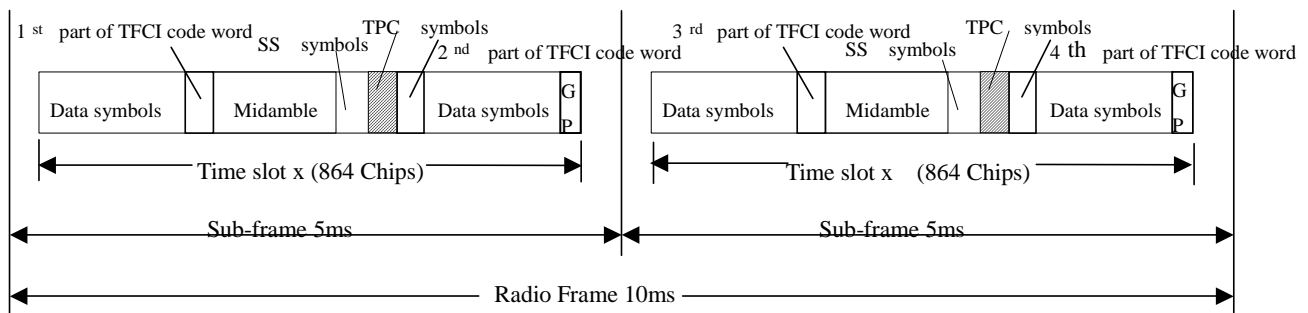 1 st part of TFCI code word
SS symbols
TPC symbols
2 nd part of TFCI code word
Data symbols
Midamble
Data symbols
G
P
Time slot x (864 Chips)
3 rd part of TFCI code word
SS symbols
TPC symbols
4 th part of TFCI code word
Data symbols
Midamble
Data symbols
G
P
Time slot x (864 Chips)
Sub-frame 5ms
Sub-frame 5ms
Radio Frame 10ms